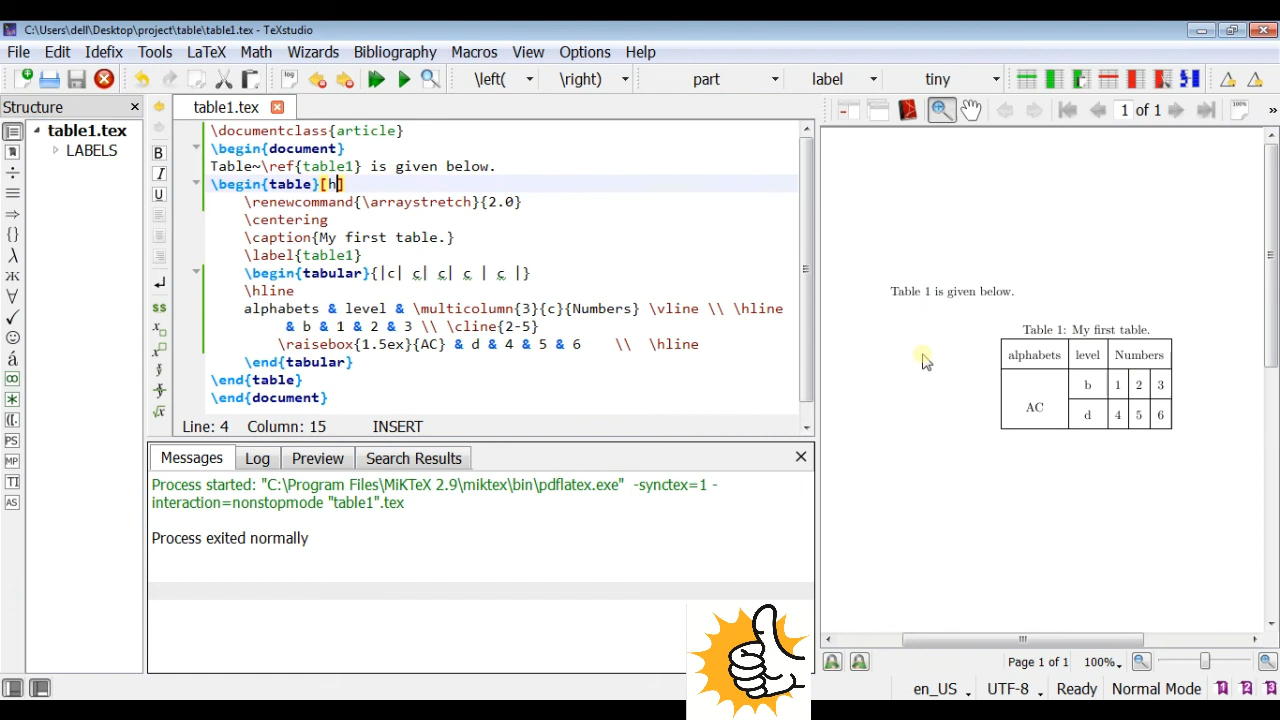 C:\Users\dell\Desktop\project\table\table1.tex - TeXstudio
File Edit Idefix Tools LaTeX Math Wizards Bibliography Macros View Options Help
\left( \right) part label tiny
Structure
table1.tex
1 of 1
table1.tex
LABELS
\documentclass{article}
\begin{document}
Table~\ref{table1} is given below.
\begin{table}[h]
\renewcommand{\arraystretch}{2.0}
\centering
\caption{My first table.}
\label{table1}
\begin{tabular}{|c| c| c| c | c |}
\hline
alphabets & level & \multicolumn{3}{c}{Numbers} \vline \\ \hline
& b & 1 & 2 & 3 \\ \cline{2-5}
\raisebox{1.5ex}{AC} & d & 4 & 5 & 6 \\ \hline
\end{tabular}
\end{table}
\end{document}
Line: 4 Column: 15 INSERT
Messages Log Preview Search Results
Process started: "C:\Program Files\MiKTeX 2.9\miktex\bin\pdflatex.exe" -synctex=1 -
interaction=nonstopmode "table1".tex
Process exited normally
Table 1 is given below.
Table 1: My first table.
alphabets level Numbers
b 1 2 3
AC
d 4 5 6
Page 1 of 1 100%
en_US UTF-8 Ready Normal Mode